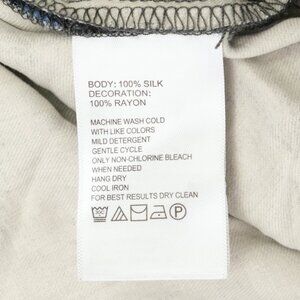 BODY: 100% SILK
DECORATION:
100% RAYON
MACHINE WASH COLD
WITH LIKE COLORS
MILD DETERGENT
GENTLE CYCLE
ONLY NON-CHLORINE BLEACH
WHEN NEEDED
HANG DRY
COOL IRON
FOR BEST RESULTS DRY CLEAN
P